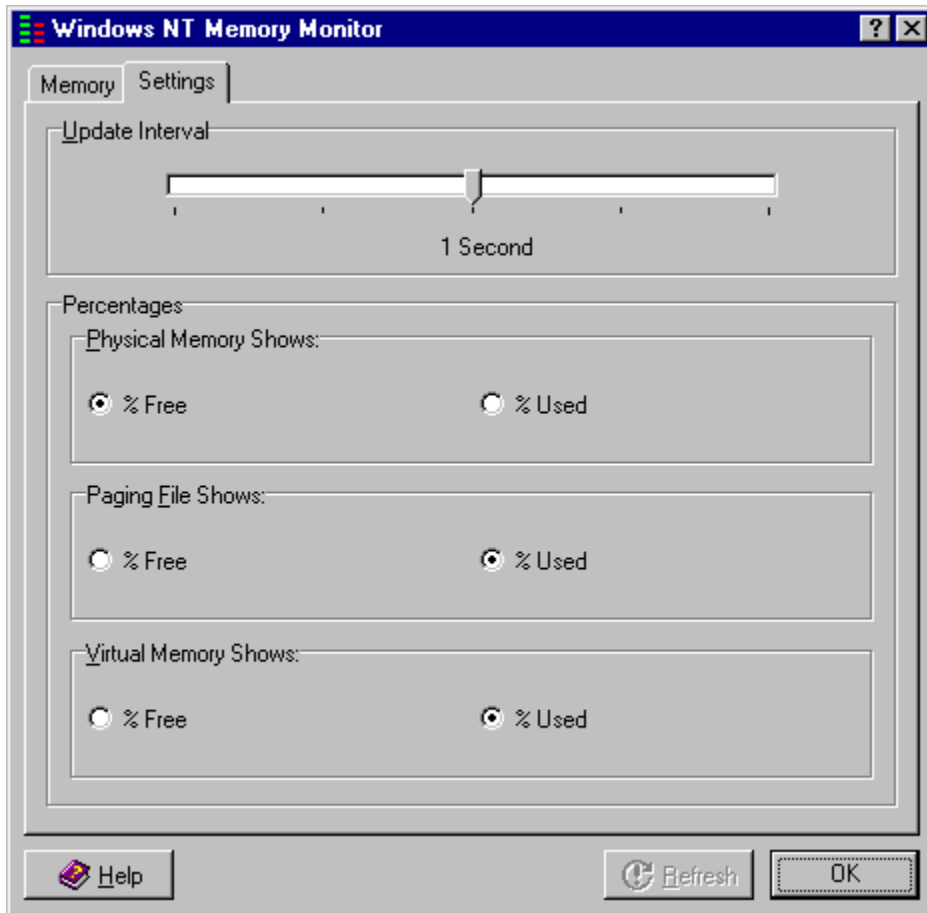 Windows NT Memory Monitor
Memory Settings
Update Interval
1 Second
Percentages
Physical Memory Shows:
% Free % Used
Paging File Shows:
% Free % Used
Virtual Memory Shows:
% Free % Used
Help Refresh OK